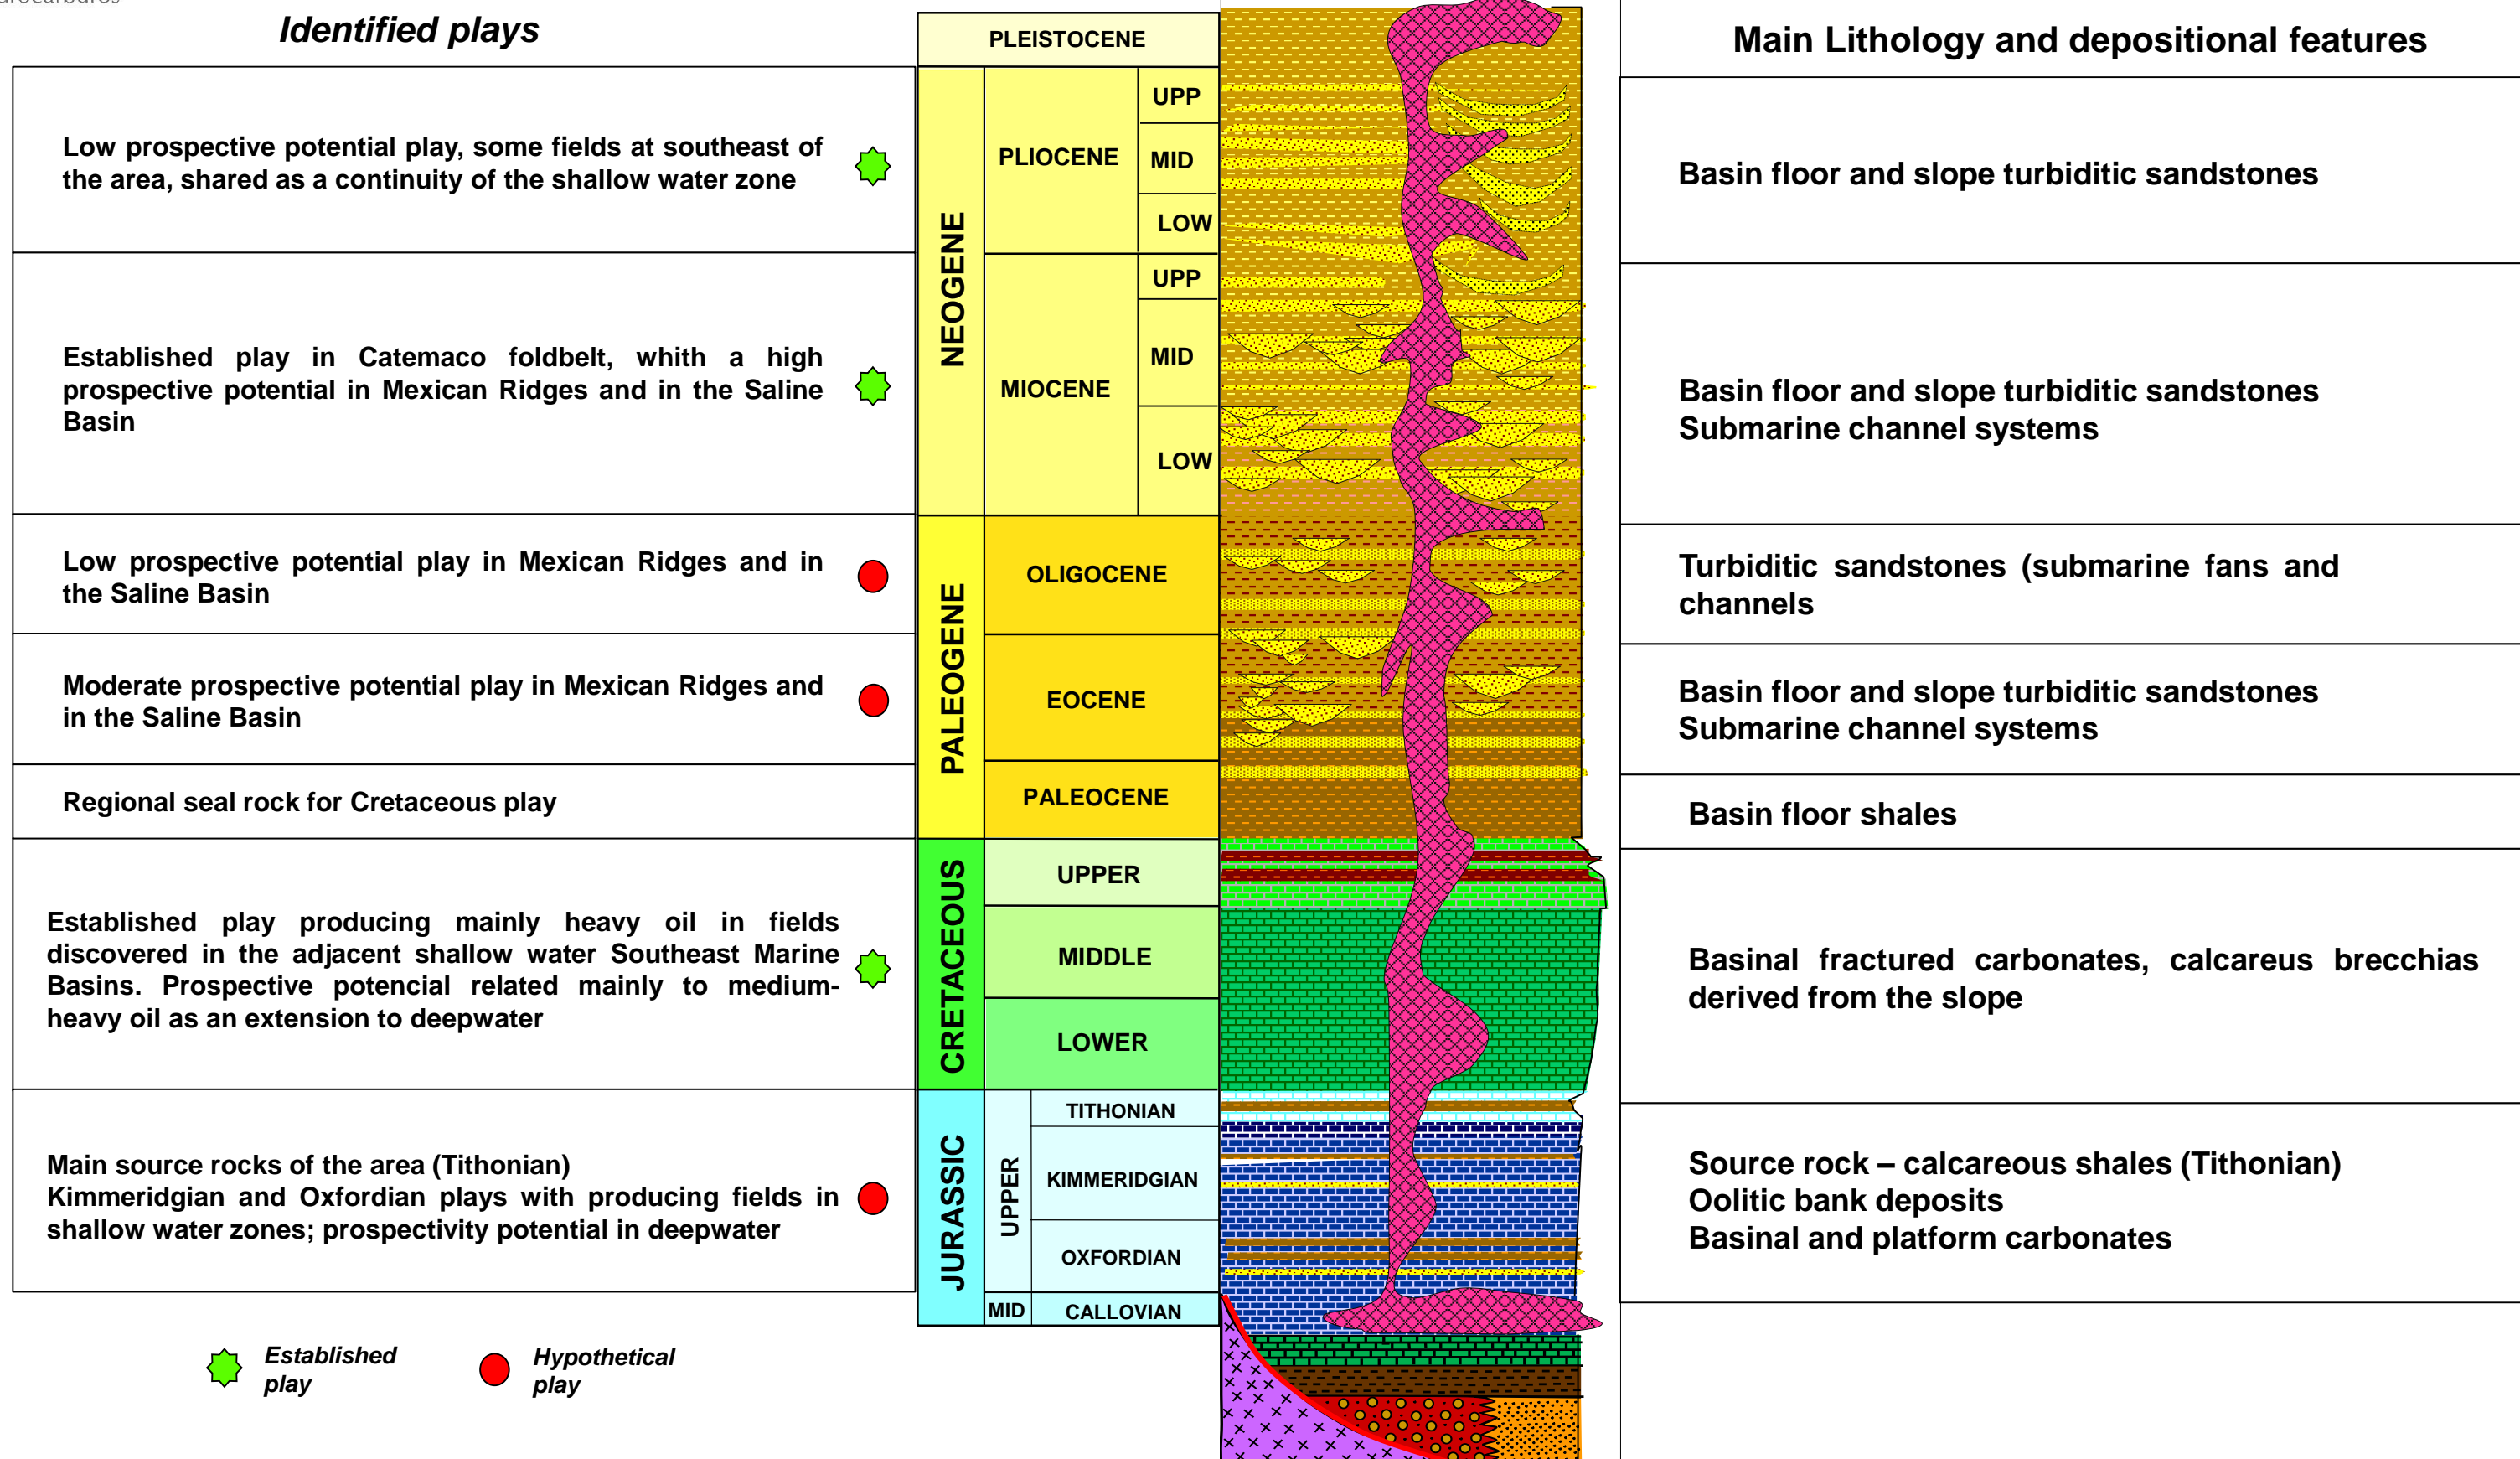 Identified plays
Main Lithology and depositional features
Low prospective potential play, some fields at southeast of
the area, shared as a continuity of the shallow water zone
Established play in Catemaco foldbelt, whith a high
prospective potential in Mexican Ridges and in the Saline
Basin
Low prospective potential play in Mexican Ridges and in
the Saline Basin
Moderate prospective potential play in Mexican Ridges and
in the Saline Basin
Regional seal rock for Cretaceous play
Established play producing mainly heavy oil in fields
discovered in the adjacent shallow water Southeast Marine
Basins. Prospective potencial related mainly to medium-
heavy oil as an extension to deepwater
Main source rocks of the area (Tithonian)
Kimmeridgian and Oxfordian plays with producing fields in
shallow water zones; prospectivity potential in deepwater
Established
play
Hypothetical
play
PLEISTOCENE
NEOGENE
PLIOCENE
UPP
MID
LOW
MIOCENE
UPP
MID
LOW
PALEOGENE
OLIGOCENE
EOCENE
PALEOCENE
CRETACEOUS
UPPER
MIDDLE
LOWER
JURASSIC
UPPER
TITHONIAN
KIMMERIDGIAN
OXFORDIAN
MID
CALLOVIAN
Basin floor and slope turbiditic sandstones
Basin floor and slope turbiditic sandstones
Submarine channel systems
Turbiditic sandstones (submarine fans and
channels
Basin floor and slope turbiditic sandstones
Submarine channel systems
Basin floor shales
Basinal fractured carbonates, calcareus brecchias
derived from the slope
Source rock – calcareous shales (Tithonian)
Oolitic bank deposits
Basinal and platform carbonates